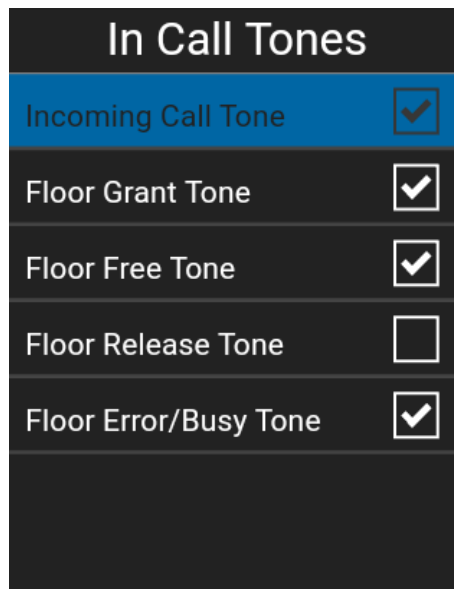 In Call Tones
Incoming Call Tone
Floor Grant Tone
Floor Free Tone
Floor Release Tone
Floor Error/Busy Tone